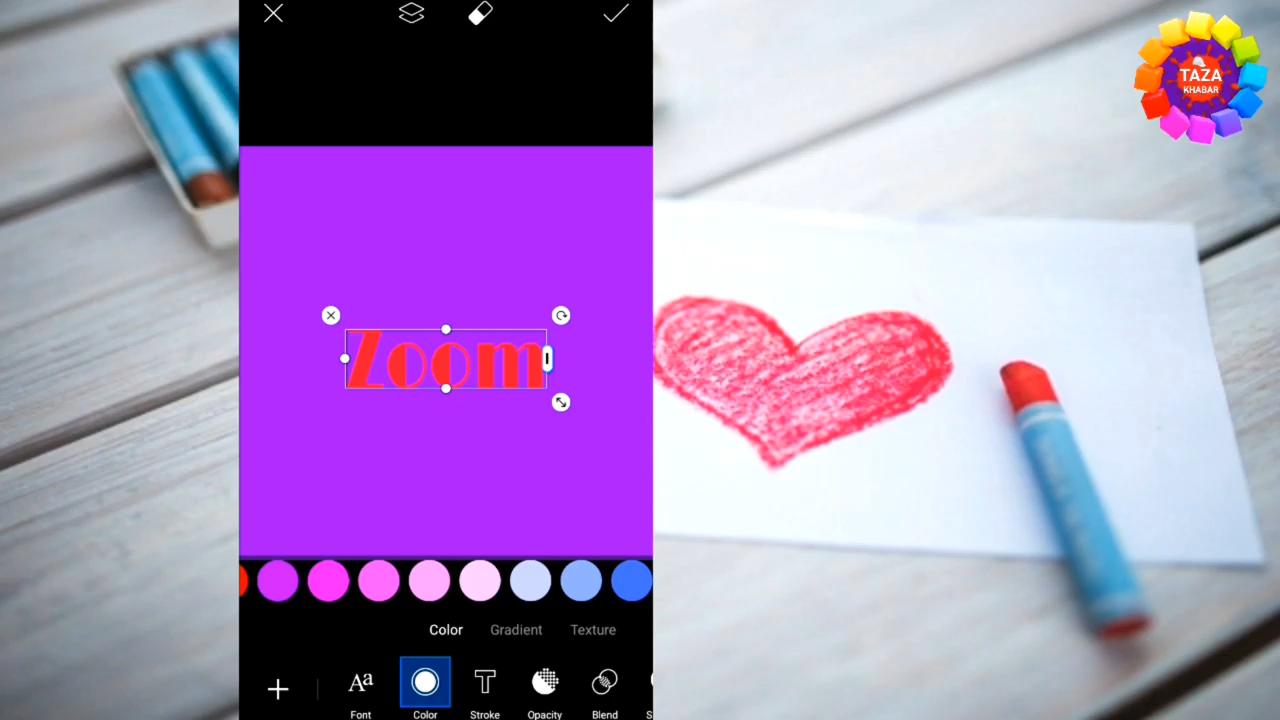 TAZA
KHABAR
Zoom
Color Gradient Texture
Font Color Stroke Opacity Blend